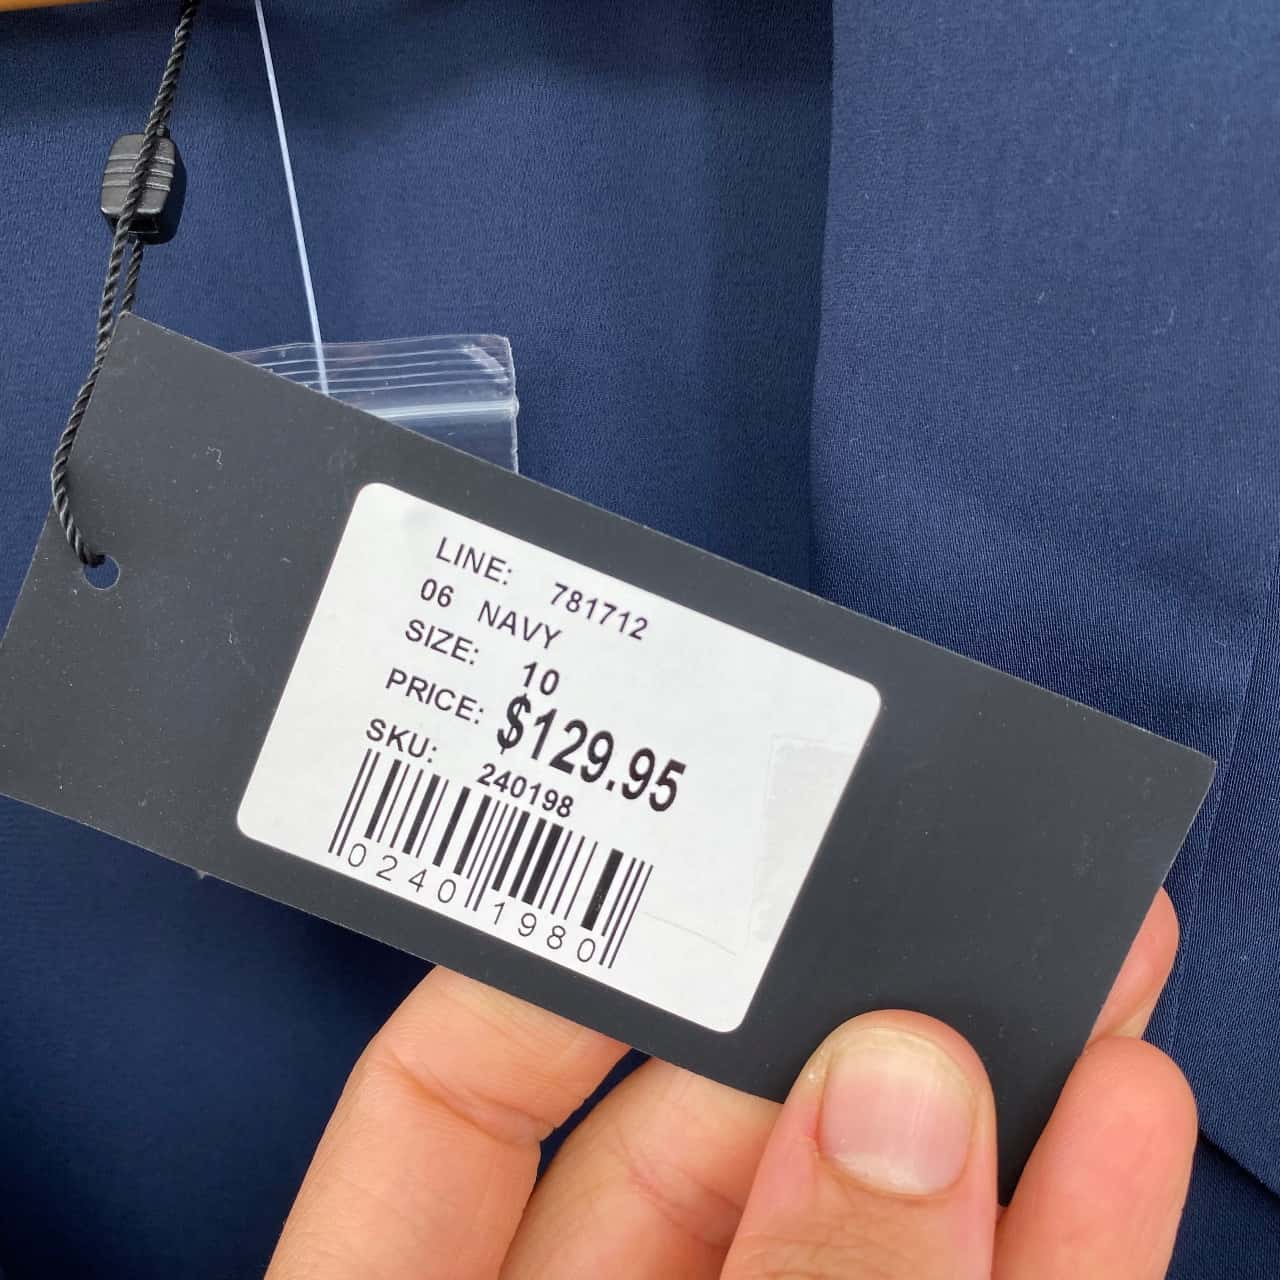 LINE: 781712
06 NAVY
SIZE: 10
PRICE: $129.95
SKU: 240198
0240 1980